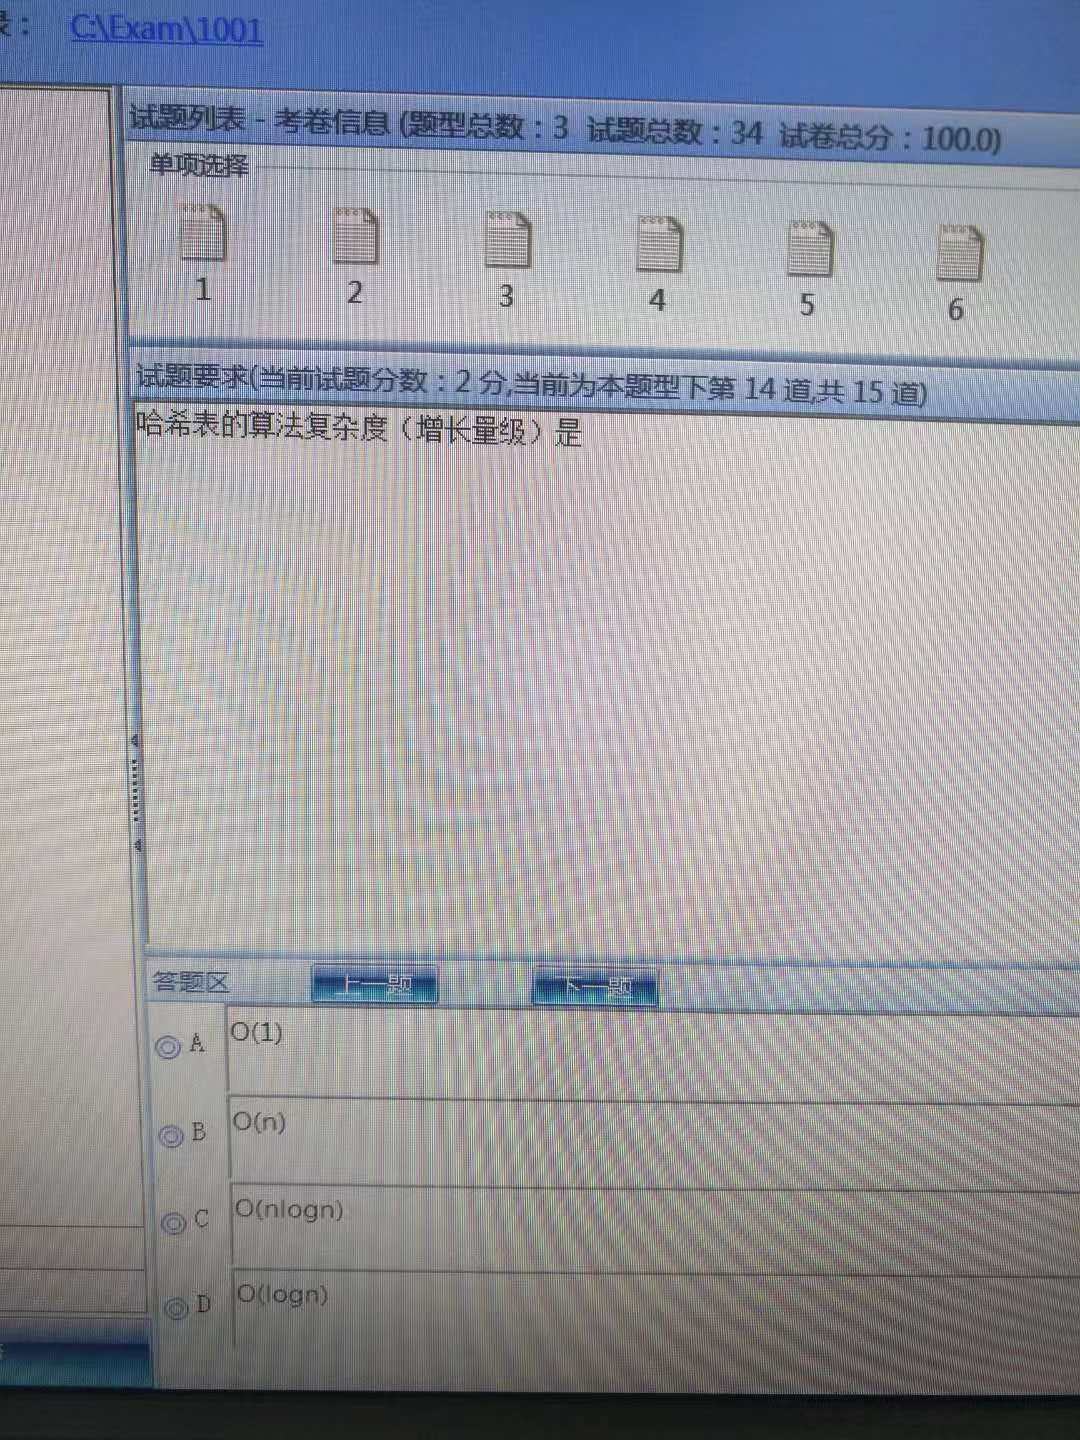 C:\Exam\1001
试题列表 - 考卷信息 (题型总数：3 试题总数：34 试卷总分：100.0)
单项选择
1 2 3 4 5 6
试题要求(当前试题分数：2 分,当前为本题型下第 14 道,共 15 道)
哈希表的算法复杂度（增长量级）是
答题区 上一题 下一题
A O(1)
B O(n)
C O(nlogn)
D O(logn)